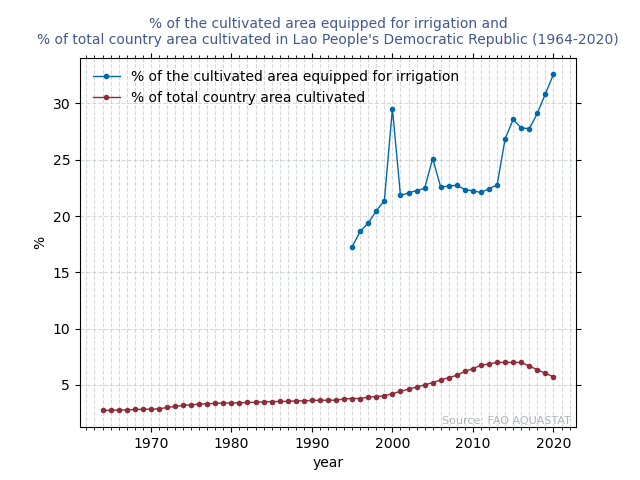 % of the cultivated area equipped for irrigation and
% of total country area cultivated in Lao People's Democratic Republic (1964-2020)
% of the cultivated area equipped for irrigation
% of total country area cultivated
30
25
20
15
10
5
%
Source: FAO AQUASTAT
1970 1980 1990 2000 2010 2020
year